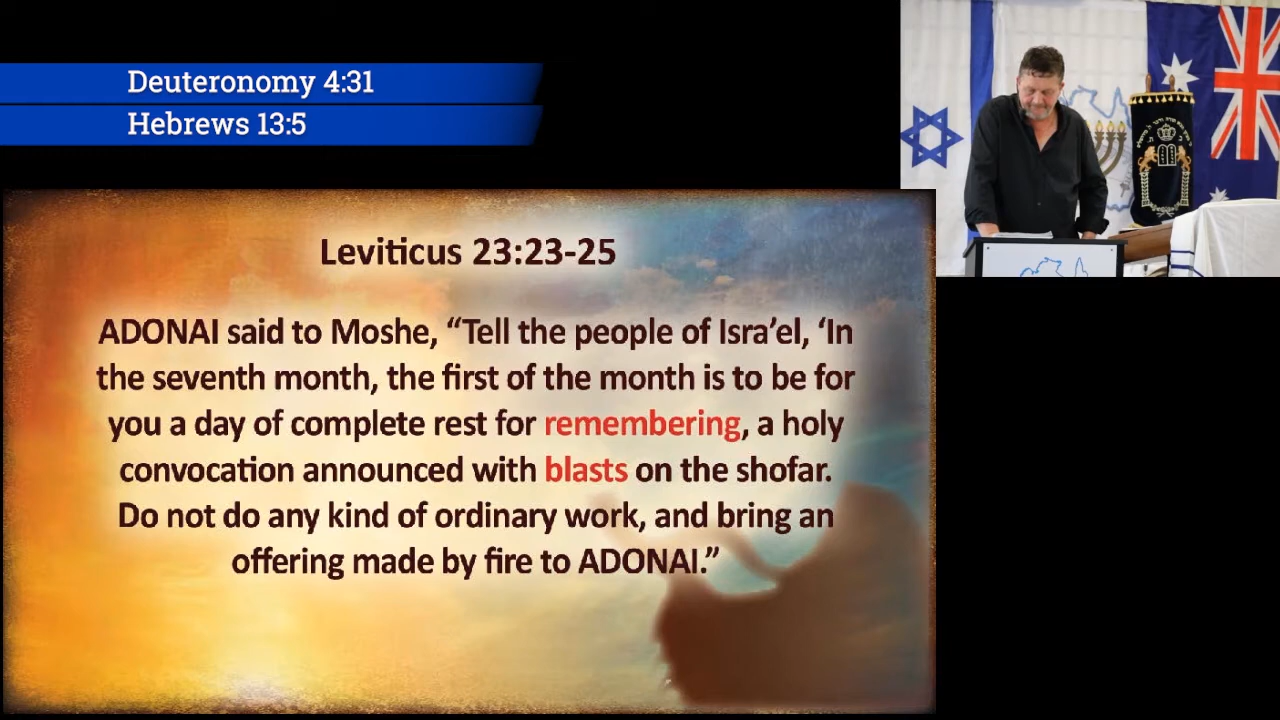 Deuteronomy 4:31
Hebrews 13:5
Leviticus 23:23-25
ADONAI said to Moshe, “Tell the people of Isra’el, ‘In
the seventh month, the first of the month is to be for
you a day of complete rest for remembering, a holy
convocation announced with blasts on the shofar.
Do not do any kind of ordinary work, and bring an
offering made by fire to ADONAI.”